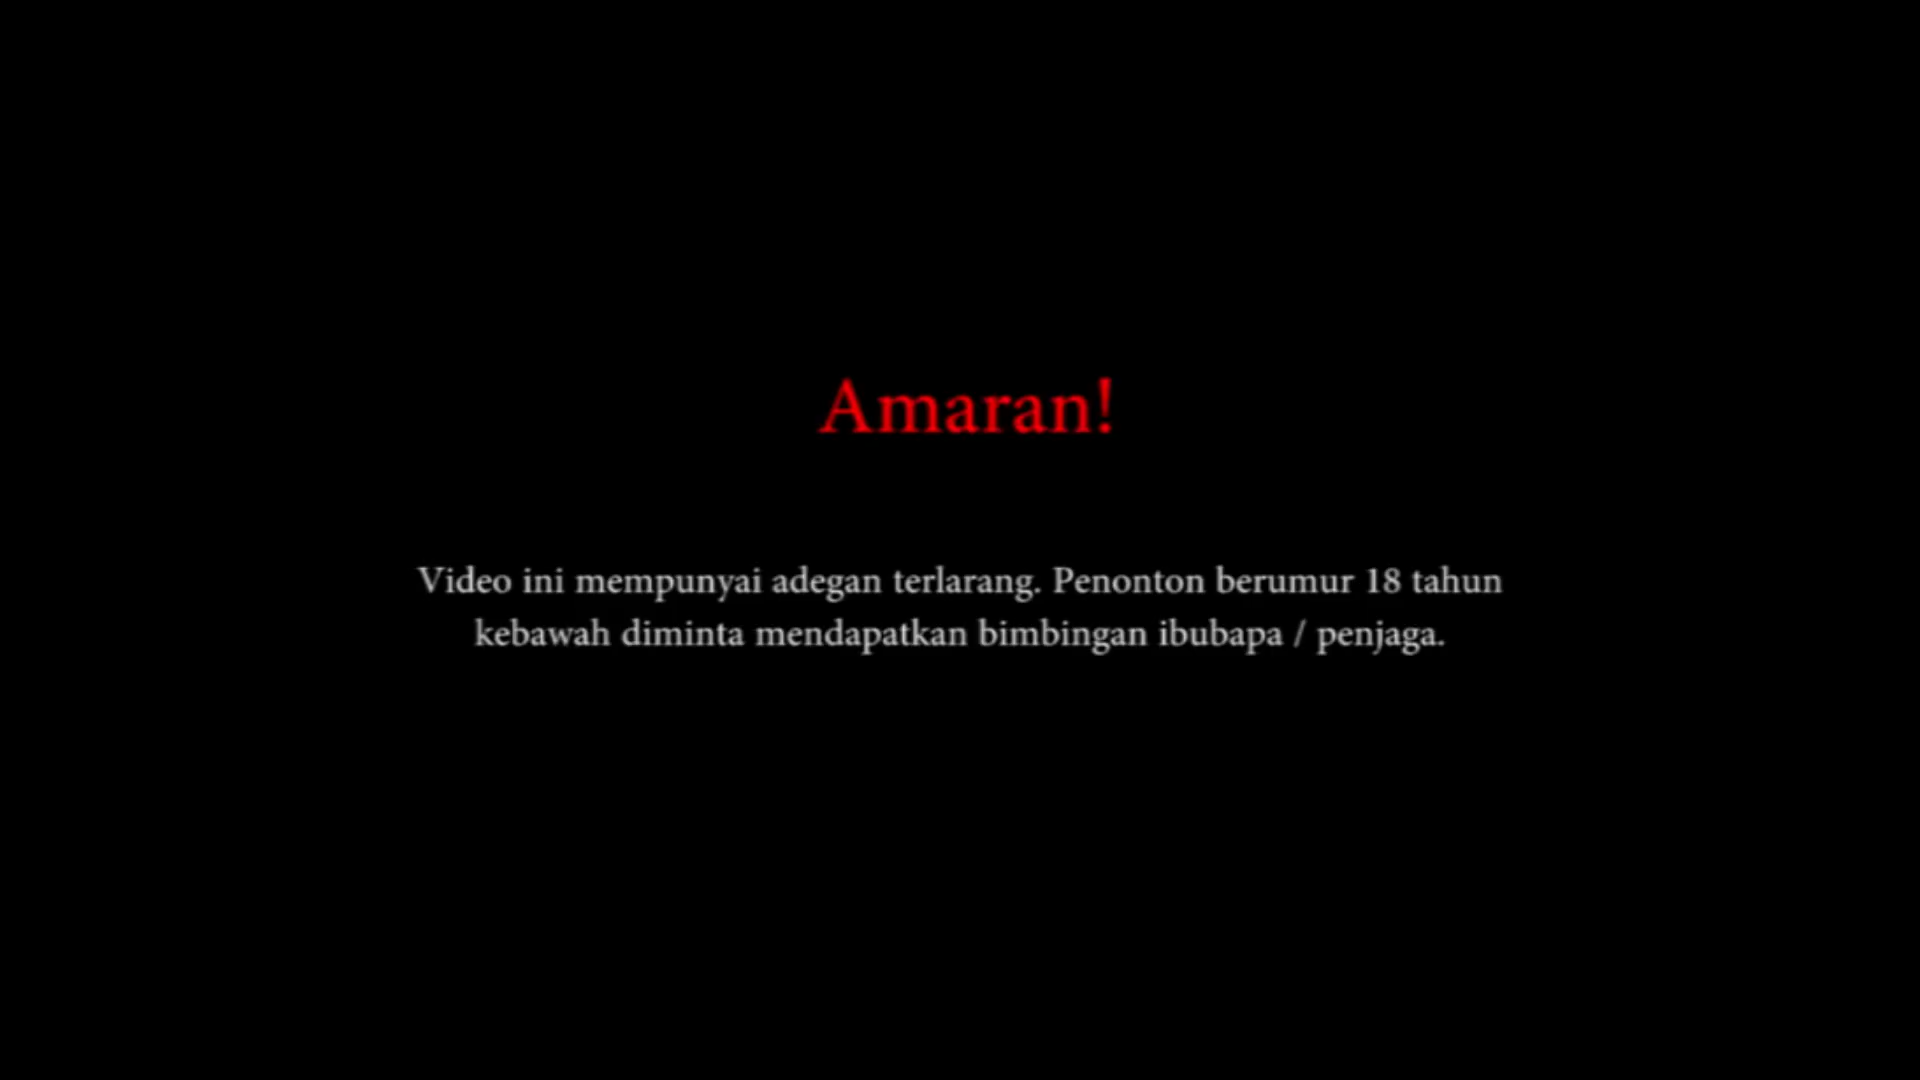 Amaran!
Video ini mempunyai adegan terlarang. Penonton berumur 18 tahun
kebawah diminta mendapatkan bimbingan ibubapa / penjaga.